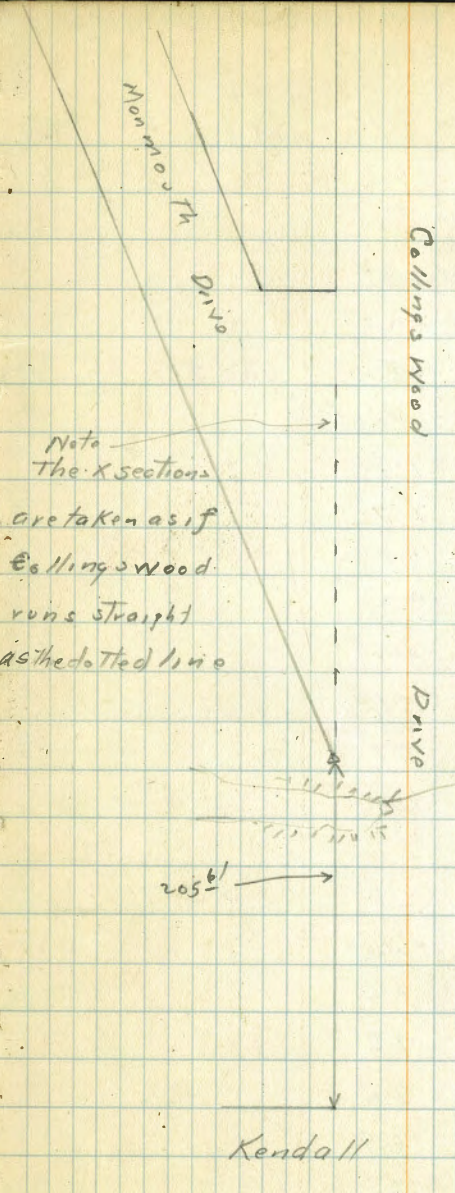 Monmouth
Drive
Collingswood
Note
The X sections
are taken as if
Collingswood
runs straight
as the dotted line
Drive
205 61
Kendall